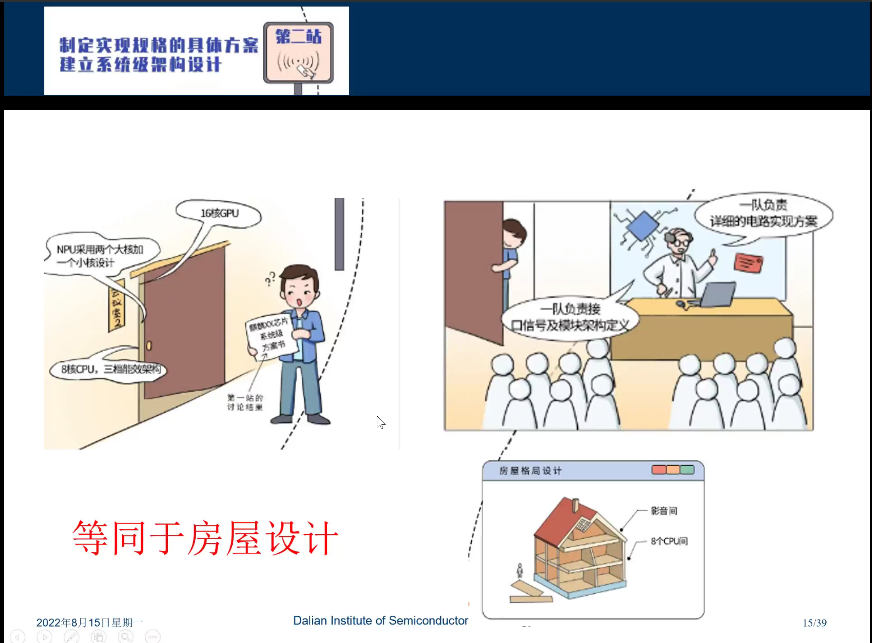 制定实现规格的具体方案
建立系统级架构设计
第二站
16核GPU
NPU采用两个大核加
一个小核设计
会议室2
8核CPU，三档能效架构
麒麟XX芯片
系统级
方案书
第一站的
讨论结果
??
一队负责
详细的电路实现方案
一队负责接
口信号及模块架构定义
房屋格局设计
影音间
8个CPU间
等同于房屋设计
2022年8月15日星期
Dalian Institute of Semiconductor
15/39